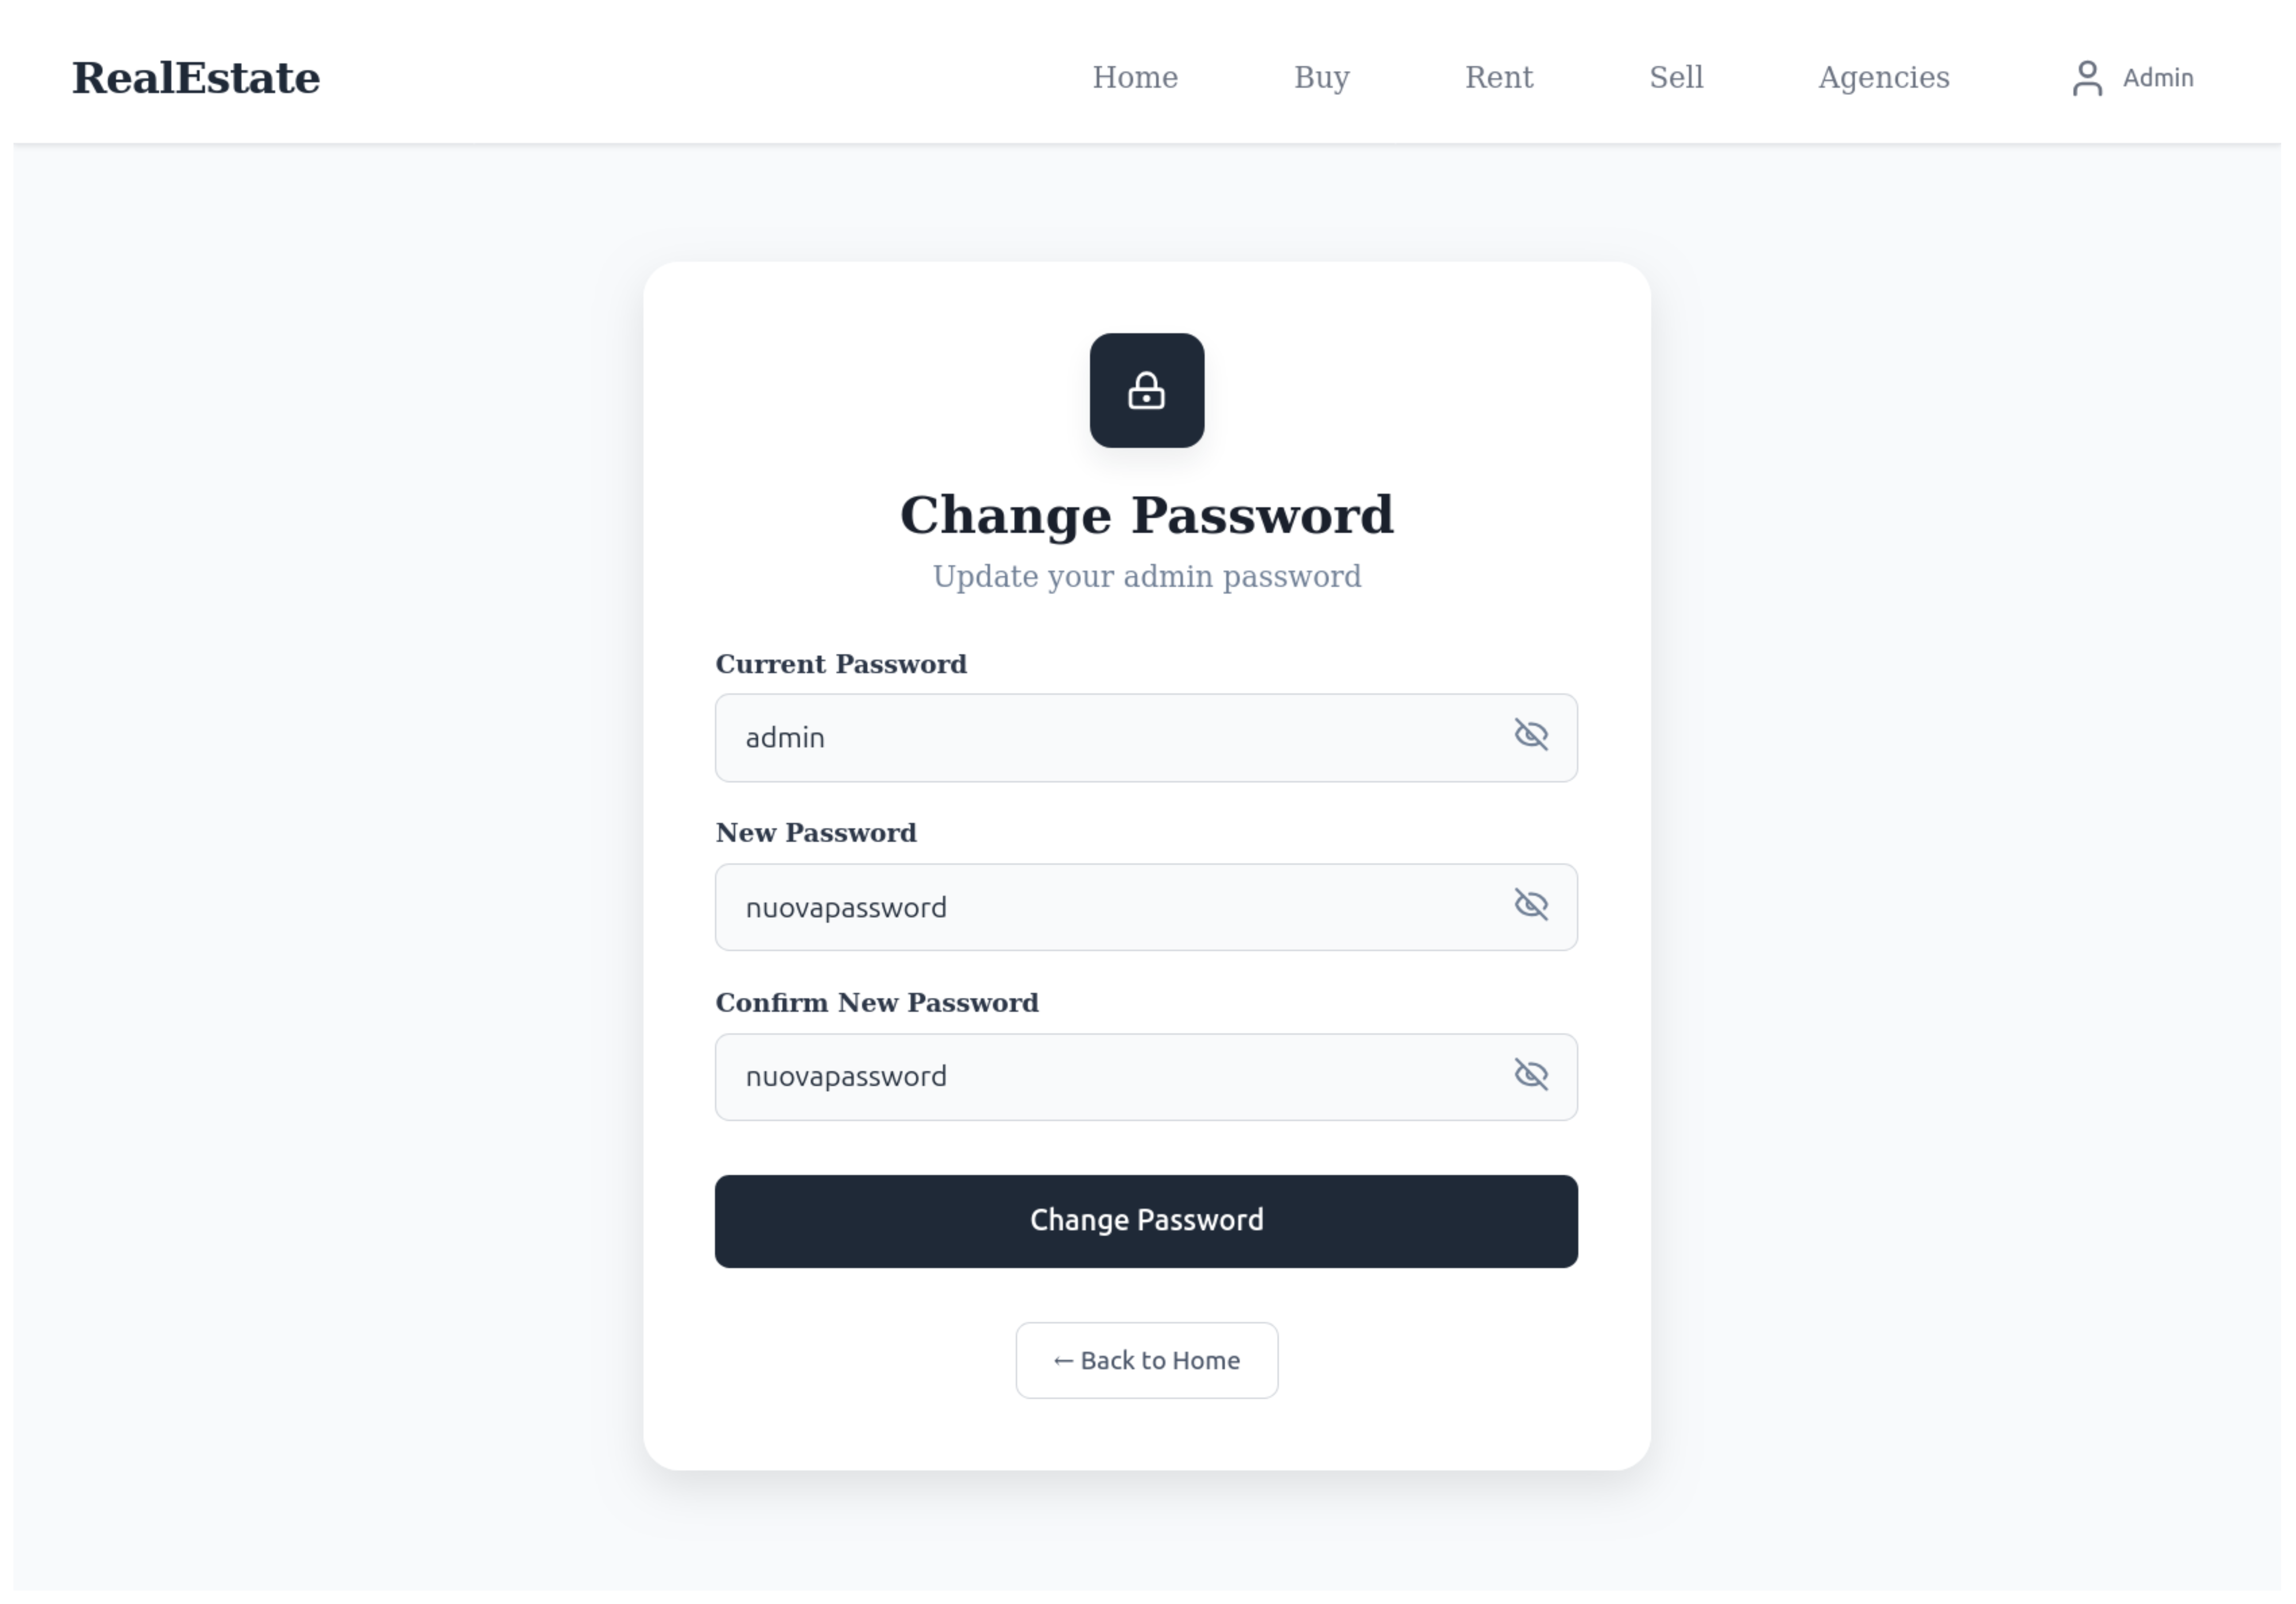 RealEstate
Home Buy Rent Sell Agencies Admin
Change Password
Update your admin password
Current Password
admin
New Password
nuovapassword
Confirm New Password
nuovapassword
Change Password
← Back to Home